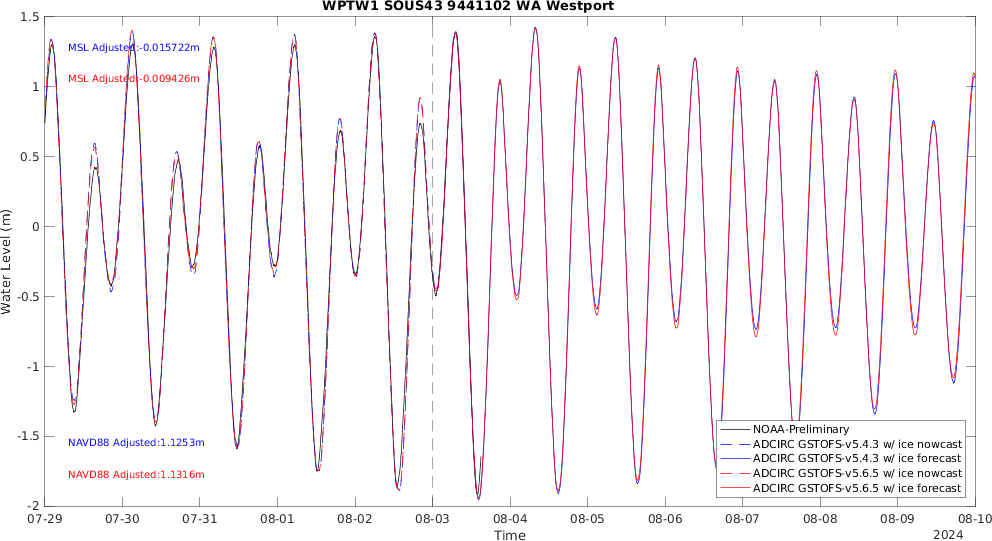 WPTW1 SOUS43 9441102 WA Westport
1.5
1
0.5
0
-0.5
-1
-1.5
-2
Water Level (m)
MSL Adjusted:-0.015722m
MSL Adjusted:-0.009426m
NAVD88 Adjusted:1.1253m
NAVD88 Adjusted:1.1316m
NOAA-Preliminary
ADCIRC GSTOFS-v5.4.3 w/ ice nowcast
ADCIRC GSTOFS-v5.4.3 w/ ice forecast
ADCIRC GSTOFS-v5.6.5 w/ ice nowcast
ADCIRC GSTOFS-v5.6.5 w/ ice forecast
07-29 07-30 07-31 08-01 08-02 08-03 08-04 08-05 08-06 08-07 08-08 08-09 08-10
Time
2024